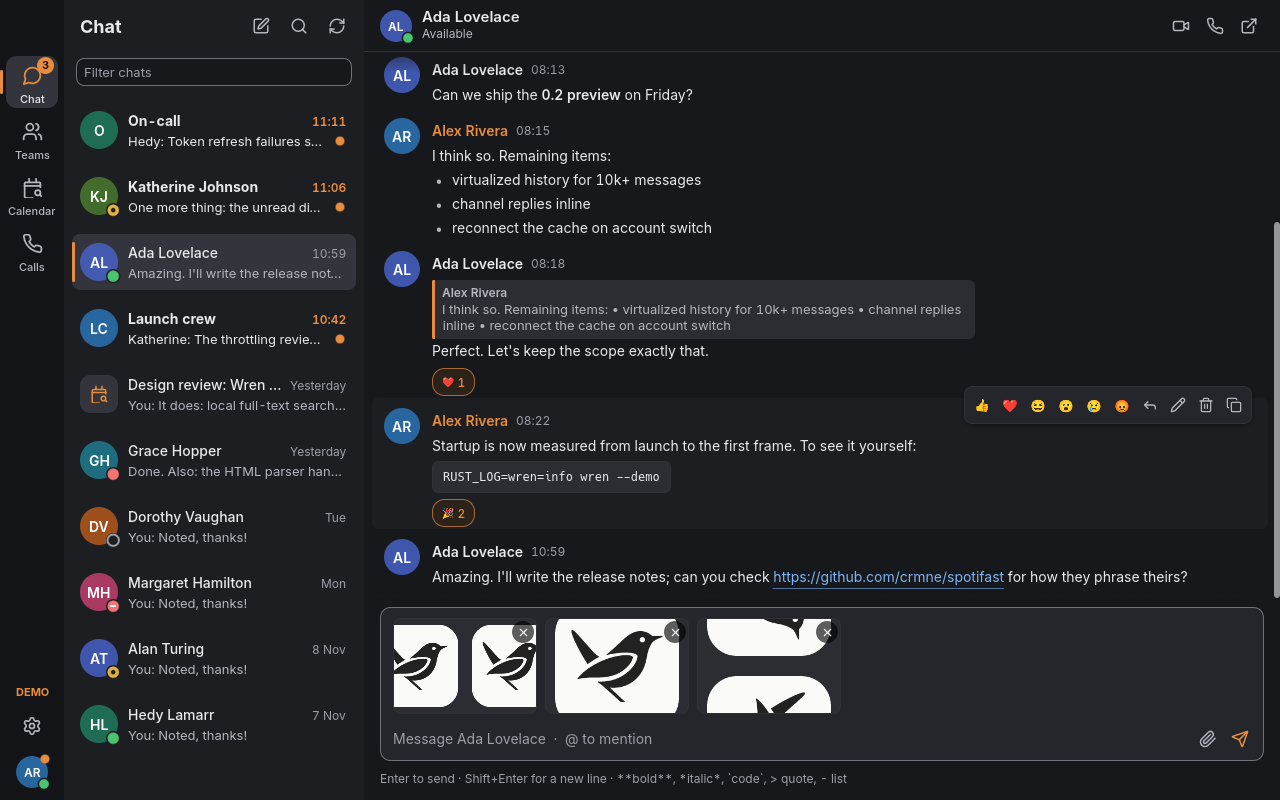 3
Chat
Teams
Calendar
Calls
DEMO
AR
Chat
Filter chats
O
On-call
11:11
Hedy: Token refresh failures s...
KJ
Katherine Johnson
11:06
One more thing: the unread di...
AL
Ada Lovelace
10:59
Amazing. I'll write the release not...
LC
Launch crew
10:42
Katherine: The throttling revie...
Design review: Wren ...
Yesterday
You: It does: local full-text search...
GH
Grace Hopper
Yesterday
Done. Also: the HTML parser han...
DV
Dorothy Vaughan
Tue
You: Noted, thanks!
MH
Margaret Hamilton
Mon
You: Noted, thanks!
AT
Alan Turing
8 Nov
You: Noted, thanks!
HL
Hedy Lamarr
7 Nov
You: Noted, thanks!
AL
Ada Lovelace
Available
AL
Ada Lovelace 08:13
Can we ship the 0.2 preview on Friday?
AR
Alex Rivera 08:15
I think so. Remaining items:
• virtualized history for 10k+ messages
• channel replies inline
• reconnect the cache on account switch
AL
Ada Lovelace 08:18
Alex Rivera
I think so. Remaining items: • virtualized history for 10k+ messages • channel replies
inline • reconnect the cache on account switch
Perfect. Let's keep the scope exactly that.
❤️ 1
👍 ❤️ 😆 😮 😢 😡
AR
Alex Rivera 08:22
Startup is now measured from launch to the first frame. To see it yourself:
RUST_LOG=wren=info wren --demo
🎉 2
AL
Ada Lovelace 10:59
Amazing. I'll write the release notes; can you check https://github.com/crmne/spotifast for how they phrase theirs?
Message Ada Lovelace · @ to mention
Enter to send · Shift+Enter for a new line · **bold**, *italic*, `code`, > quote, - list